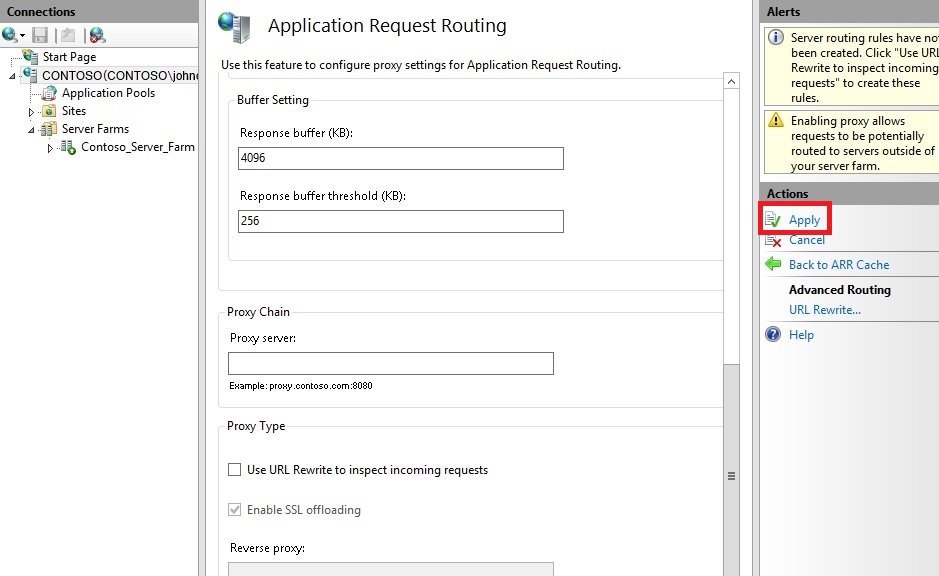 Connections
Start Page
CONTOSO(CONTOSO\john
Application Pools
Sites
Server Farms
Contoso_Server_Farm
Application Request Routing
Use this feature to configure proxy settings for Application Request Routing.
Buffer Setting
Response buffer (KB):
4096
Response buffer threshold (KB):
256
Proxy Chain
Proxy server:
Example: proxy.contoso.com:8080
Proxy Type
Use URL Rewrite to inspect incoming requests
Enable SSL offloading
Reverse proxy:
Alerts
Server routing rules have not
been created. Click "Use URL
Rewrite to inspect incoming
requests" to create these
rules.
Enabling proxy allows
requests to be potentially
routed to servers outside of
your server farm.
Actions
Apply
Cancel
Back to ARR Cache
Advanced Routing
URL Rewrite...
Help